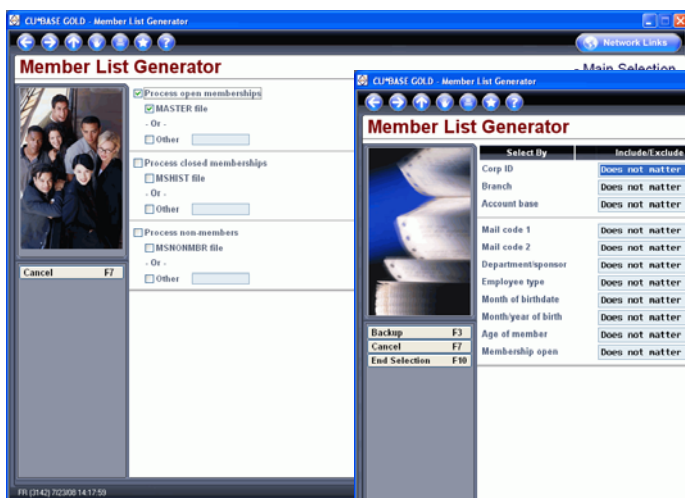 CU*BASE GOLD - Member List Generator
Network Links
Member List Generator
- Main Selection
Process open memberships
MASTER file
- Or -
Other
Process closed memberships
MSHIST file
- Or -
Other
Process non-members
MSNONMBR file
- Or -
Other
Cancel F7
FR (3142) 7/23/08 14:17:59
CU*BASE GOLD - Member List Generator
Member List Generator
Select By Include/Exclude
Corp ID Does not matter
Branch Does not matter
Account base Does not matter
Mail code 1 Does not matter
Mail code 2 Does not matter
Department/sponsor Does not matter
Employee type Does not matter
Month of birthdate Does not matter
Month/year of birth Does not matter
Age of member Does not matter
Membership open Does not matter
Backup F3
Cancel F7
End Selection F10